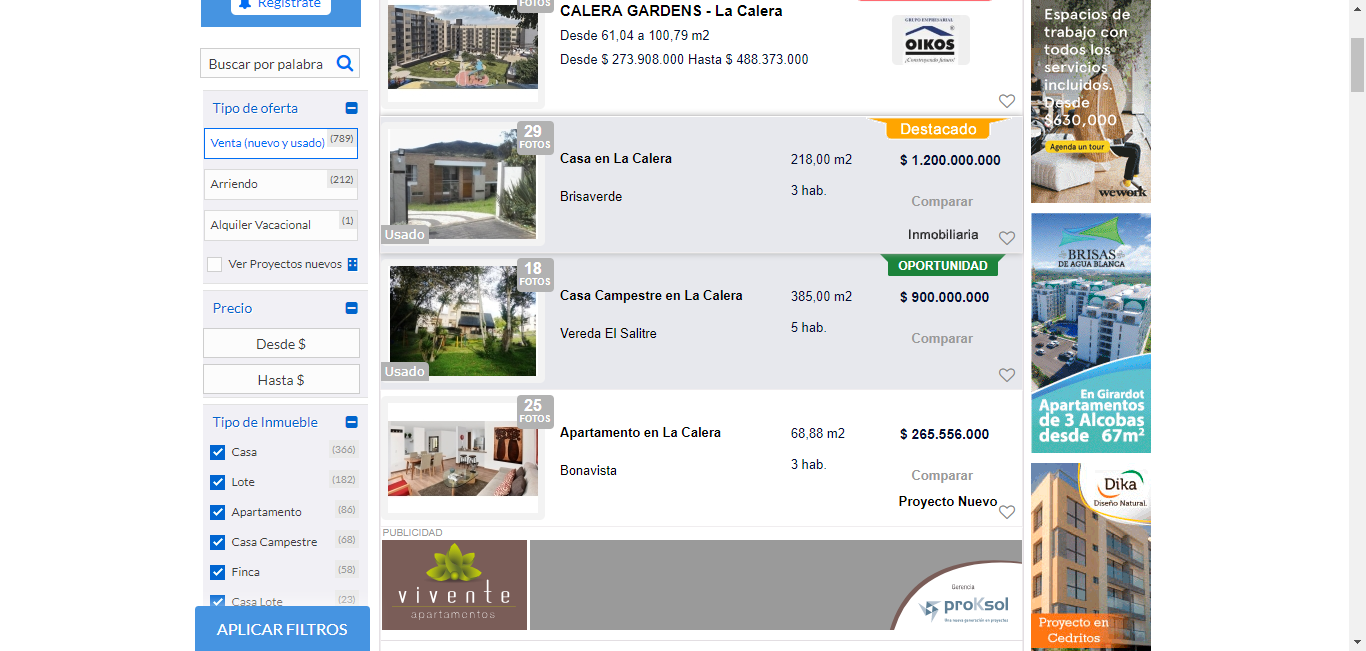 Regístrate
Buscar por palabra
Tipo de oferta
Venta (nuevo y usado) (789)
Arriendo (212)
Alquiler Vacacional (1)
Ver Proyectos nuevos
Precio
Desde $
Hasta $
Tipo de Inmueble
Casa (366)
Lote (182)
Apartamento (86)
Casa Campestre (68)
Finca (58)
Casa Lote (23)
APLICAR FILTROS
FOTOS
CALERA GARDENS - La Calera
Desde 61,04 a 100,79 m2
Desde $ 273.908.000 Hasta $ 488.373.000
GRUPO EMPRESARIAL
OIKOS
¡Construyendo futuro!
29
FOTOS
Usado
Casa en La Calera
Brisaverde
218,00 m2
3 hab.
Destacado
$ 1.200.000.000
Comparar
Inmobiliaria
18
FOTOS
Usado
Casa Campestre en La Calera
Vereda El Salitre
385,00 m2
5 hab.
OPORTUNIDAD
$ 900.000.000
Comparar
25
FOTOS
Apartamento en La Calera
Bonavista
68,88 m2
3 hab.
$ 265.556.000
Comparar
Proyecto Nuevo
PUBLICIDAD
vivente
apartamentos
Gerencia
proKsol
Una nueva generación en proyectos
Espacios de
trabajo con
todos los
servicios
incluidos.
Desde
$630,000
Agenda un tour
wework
BRISAS
DE AGUA BLANCA
En Girardot
Apartamentos
de 3 Alcobas
desde 67m²
Dika
Diseño Natural.
Proyecto en
Cedritos